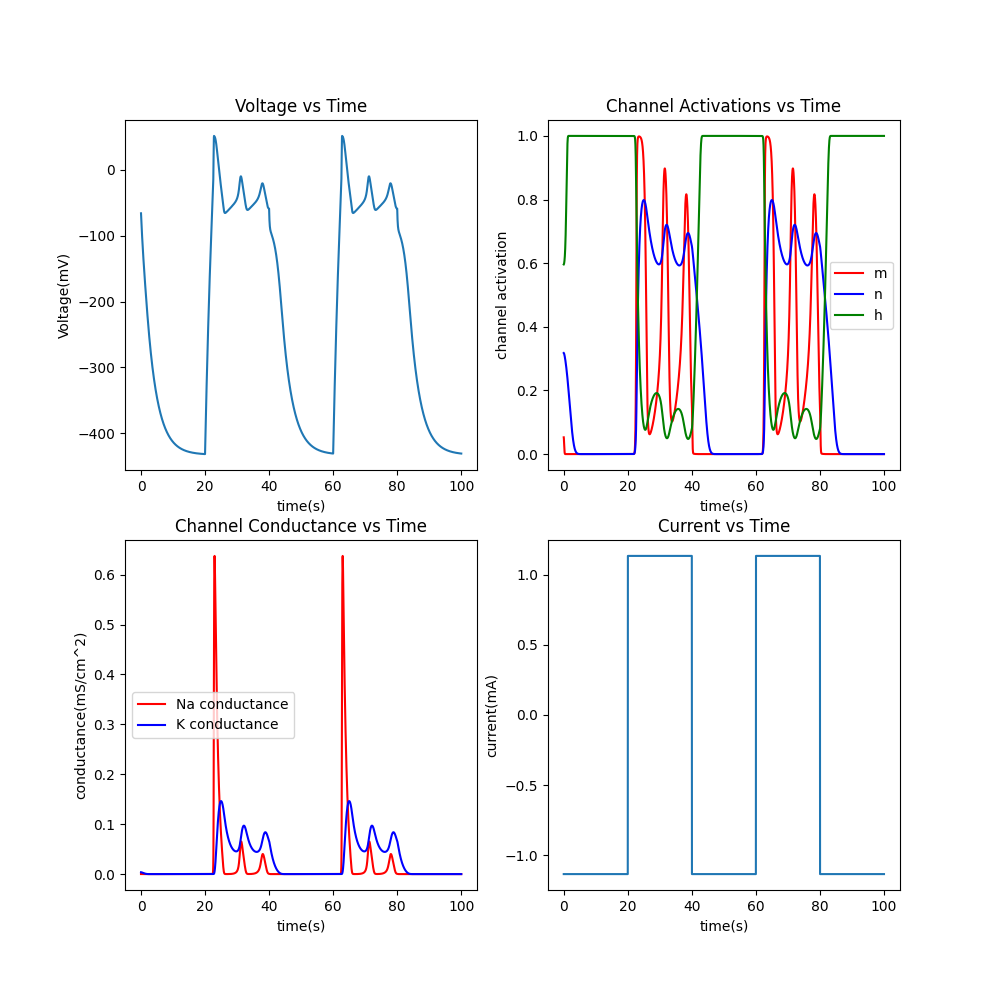 Voltage vs Time
Voltage(mV)
0
−100
−200
−300
−400
0 20 40 60 80 100
time(s)
Channel Activations vs Time
channel activation
1.0
0.8
0.6
0.4
0.2
0.0
m
n
h
0 20 40 60 80 100
time(s)
Channel Conductance vs Time
conductance(mS/cm^2)
0.6
0.5
0.4
0.3
0.2
0.1
0.0
Na conductance
K conductance
0 20 40 60 80 100
time(s)
Current vs Time
current(mA)
1.0
0.5
0.0
−0.5
−1.0
0 20 40 60 80 100
time(s)